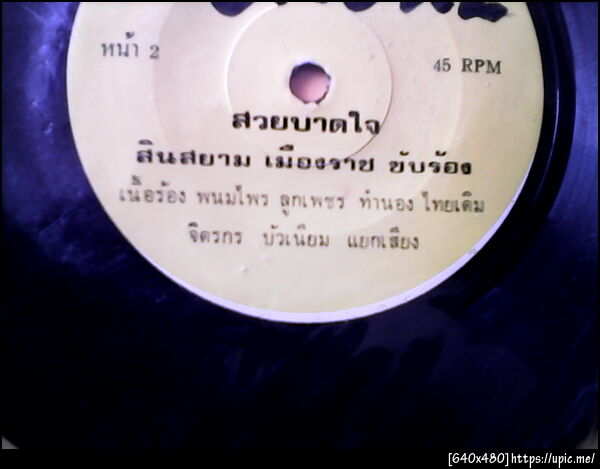 หน้า 2
45 RPM
สวยบาดใจ
สินสยาม เมืองราช ขับร้อง
เนื้อร้อง พนมไพร ลูกเพชร ทำนอง ไทยเดิม
จิตรกร บัวเนียม แยกเสียง
[640x480]https://upic.me/